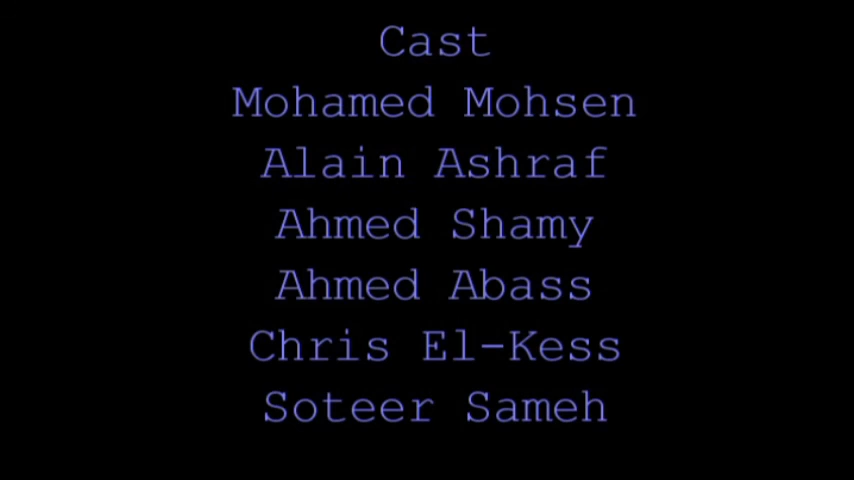 Cast
Mohamed Mohsen
Alain Ashraf
Ahmed Shamy
Ahmed Abass
Chris El-Kess
Soteer Sameh